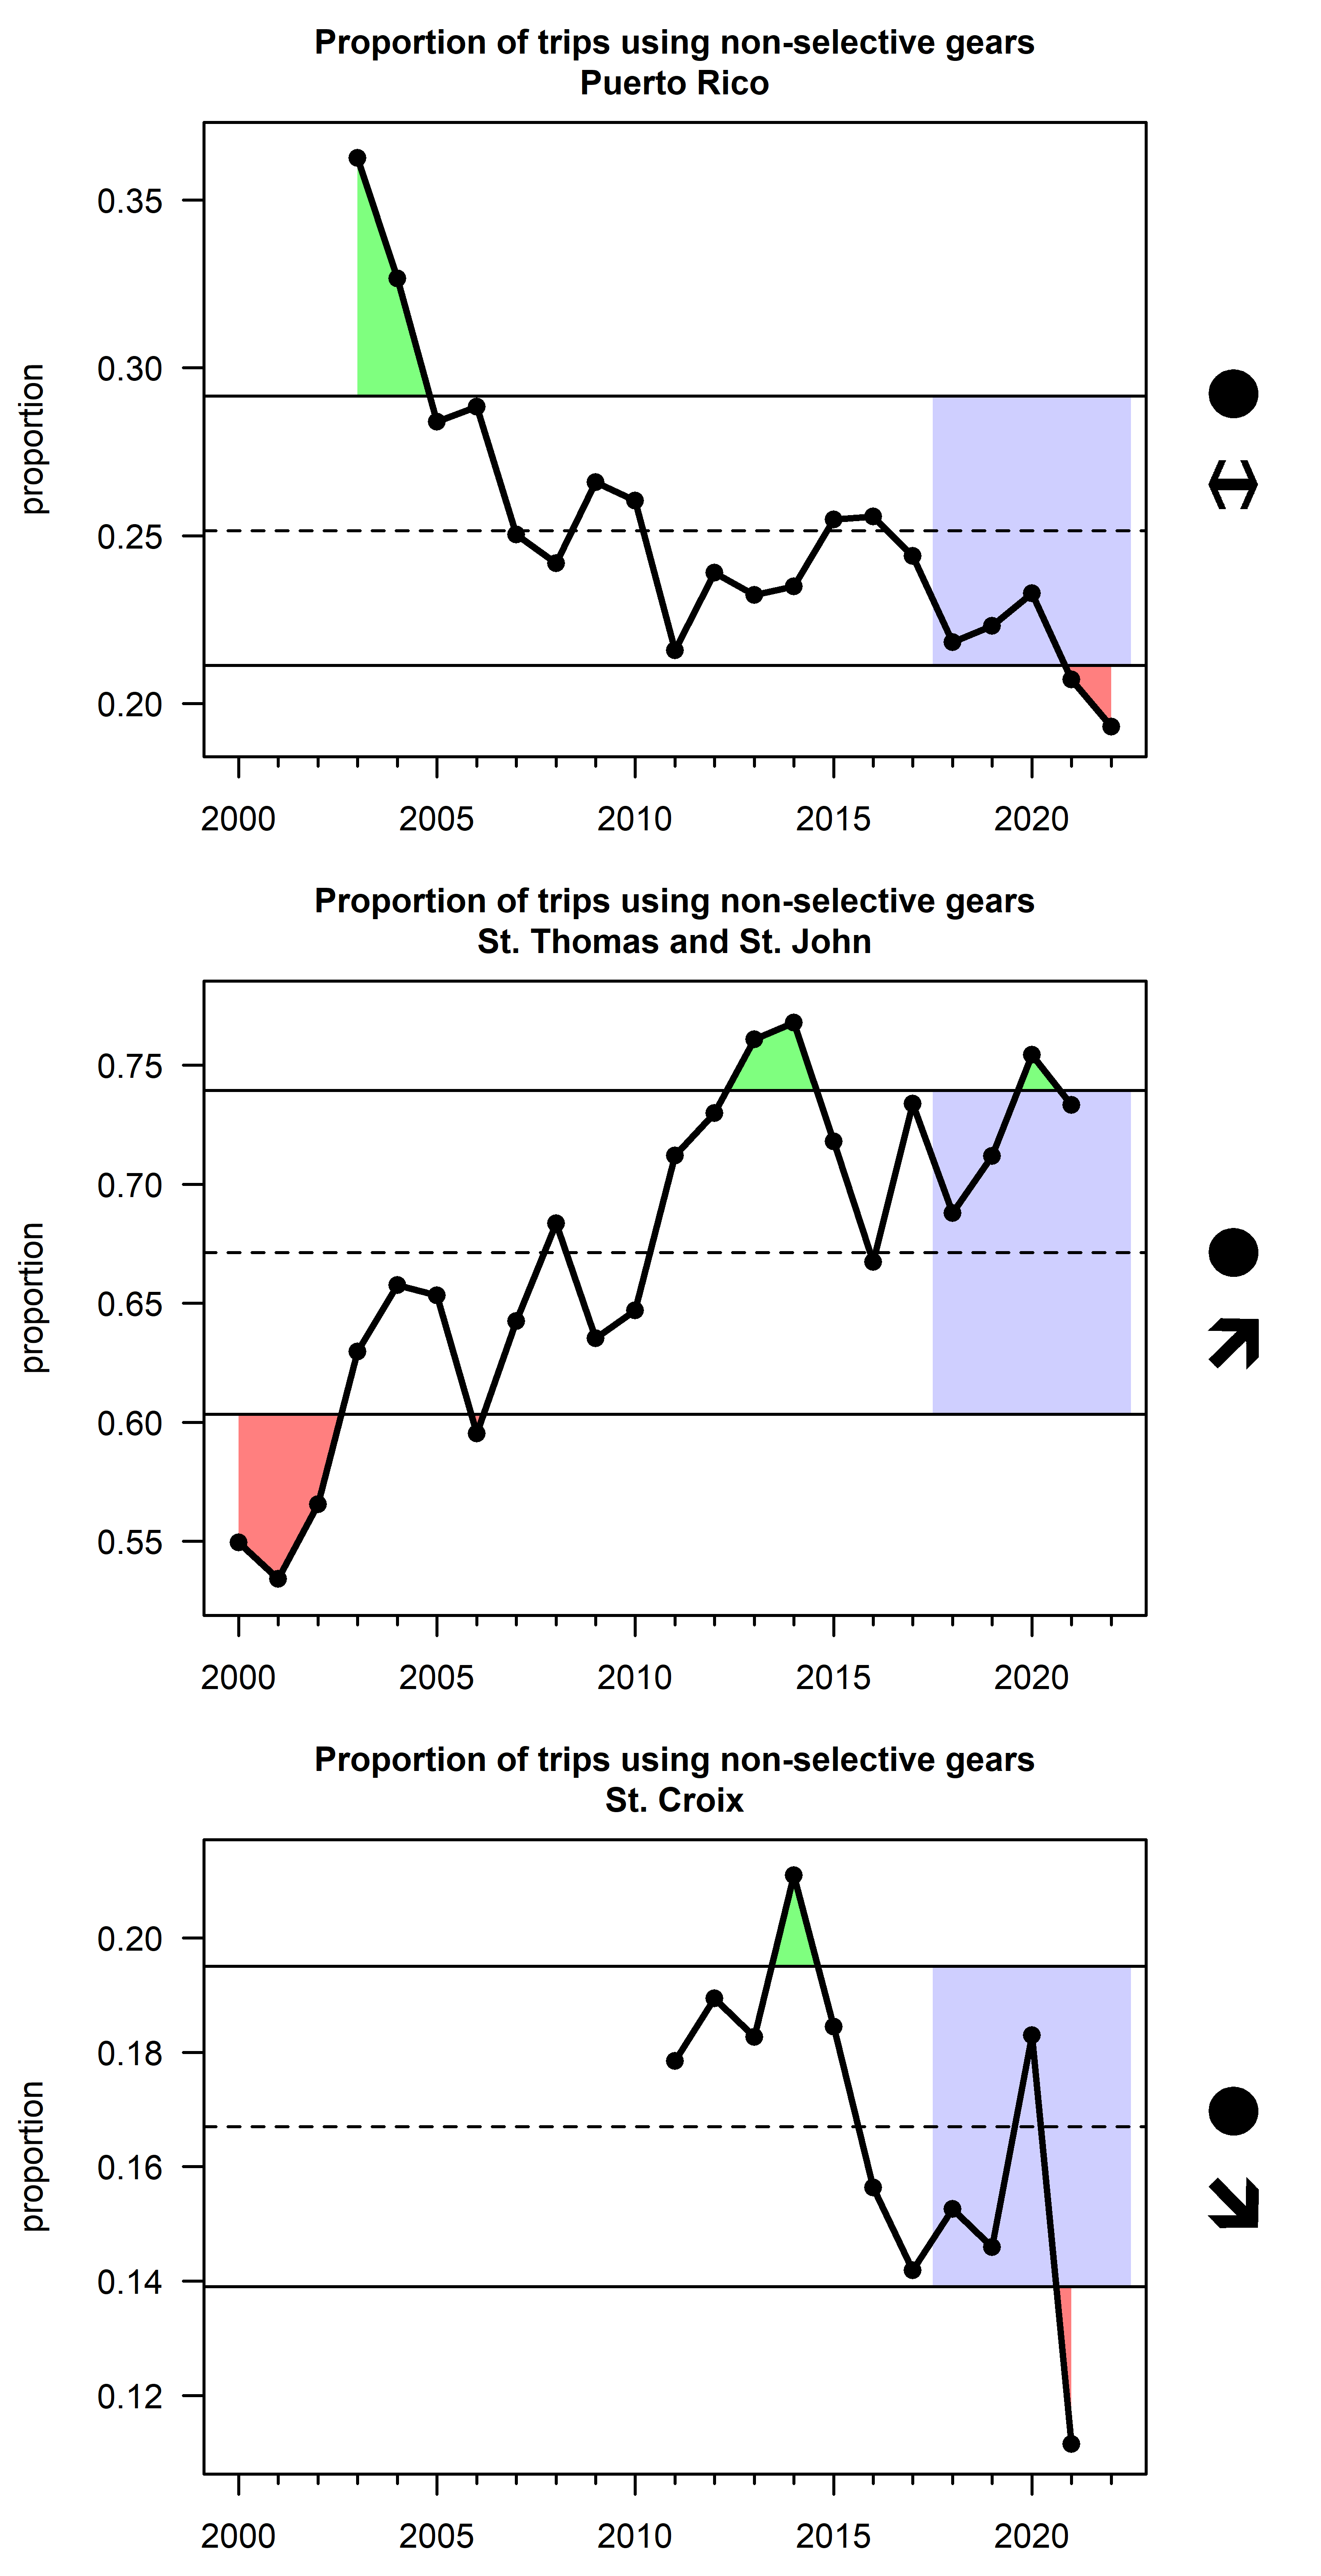 Proportion of trips using non-selective gears
Puerto Rico
proportion
0.35
0.30
0.25
0.20
2000 2005 2010 2015 2020
Proportion of trips using non-selective gears
St. Thomas and St. John
proportion
0.75
0.70
0.65
0.60
0.55
2000 2005 2010 2015 2020
Proportion of trips using non-selective gears
St. Croix
proportion
0.20
0.18
0.16
0.14
0.12
2000 2005 2010 2015 2020